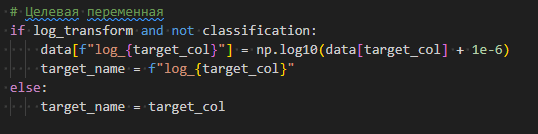 # Целевая переменная
if log_transform and not classification:
    data[f"log_{target_col}"] = np.log10(data[target_col] + 1e-6)
    target_name = f"log_{target_col}"
else:
    target_name = target_col